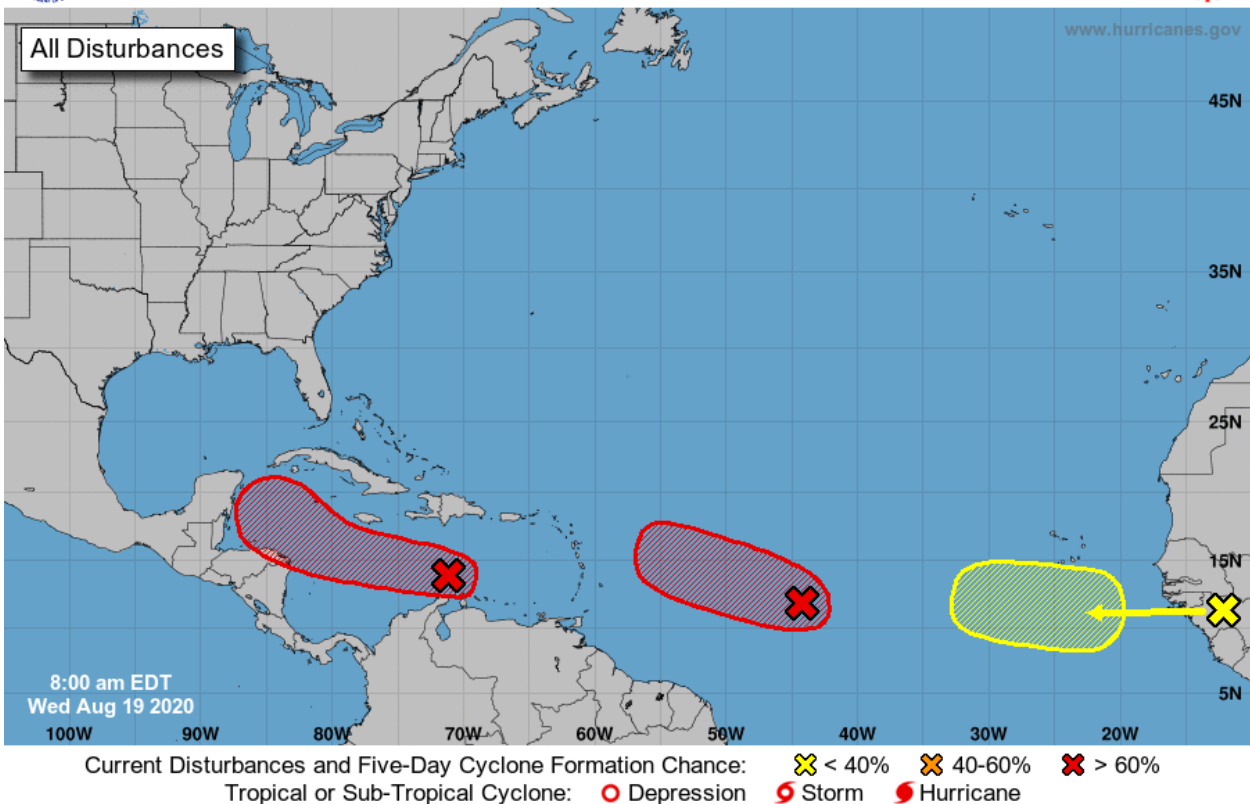 www.hurricanes.gov
All Disturbances
45N
35N
25N
15N
5N
8:00 am EDT
Wed Aug 19 2020
100W 90W 80W 70W 60W 50W 40W 30W 20W
Current Disturbances and Five-Day Cyclone Formation Chance: < 40% 40-60% > 60%
Tropical or Sub-Tropical Cyclone: Depression Storm Hurricane